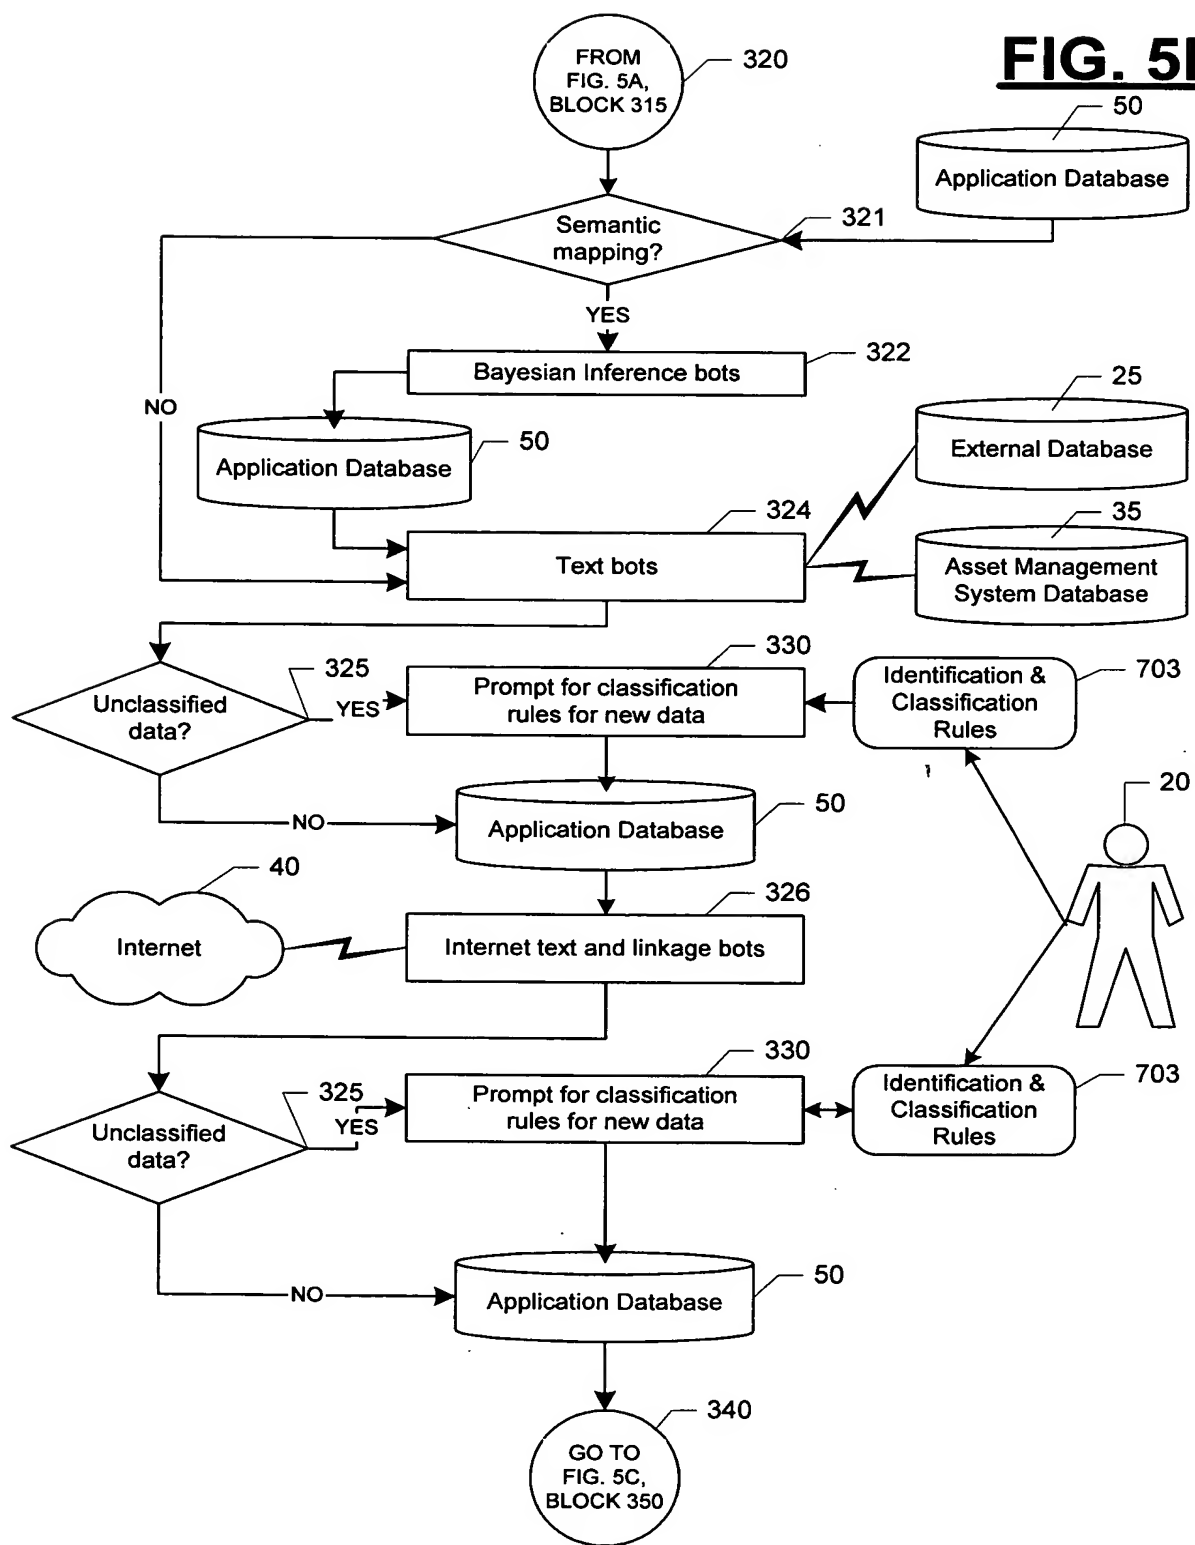 FROM
FIG. 5A,
BLOCK 315
320
FIG. 5
50
Application Database
Semantic
mapping?
321
YES
Bayesian Inference bots
322
NO
50
Application Database
25
External Database
324
Text bots
35
Asset Management
System Database
Unclassified
data?
325
YES
330
Prompt for classification
rules for new data
Identification &
Classification
Rules
703
NO
50
Application Database
20
40
Internet
326
Internet text and linkage bots
Unclassified
data?
325
YES
330
Prompt for classification
rules for new data
Identification &
Classification
Rules
703
NO
50
Application Database
340
GO TO
FIG. 5C,
BLOCK 350